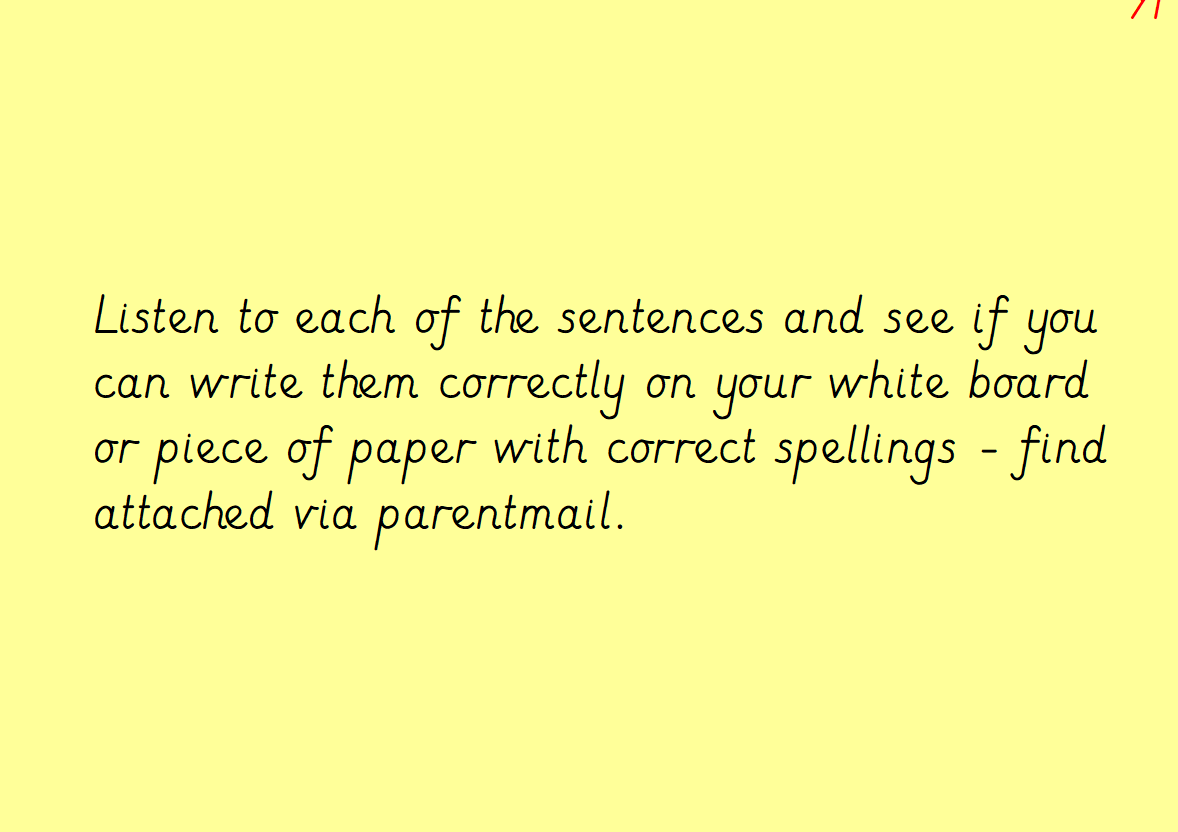 Listen to each of the sentences and see if you
can write them correctly on your white board
or piece of paper with correct spellings - find
attached via parentmail.